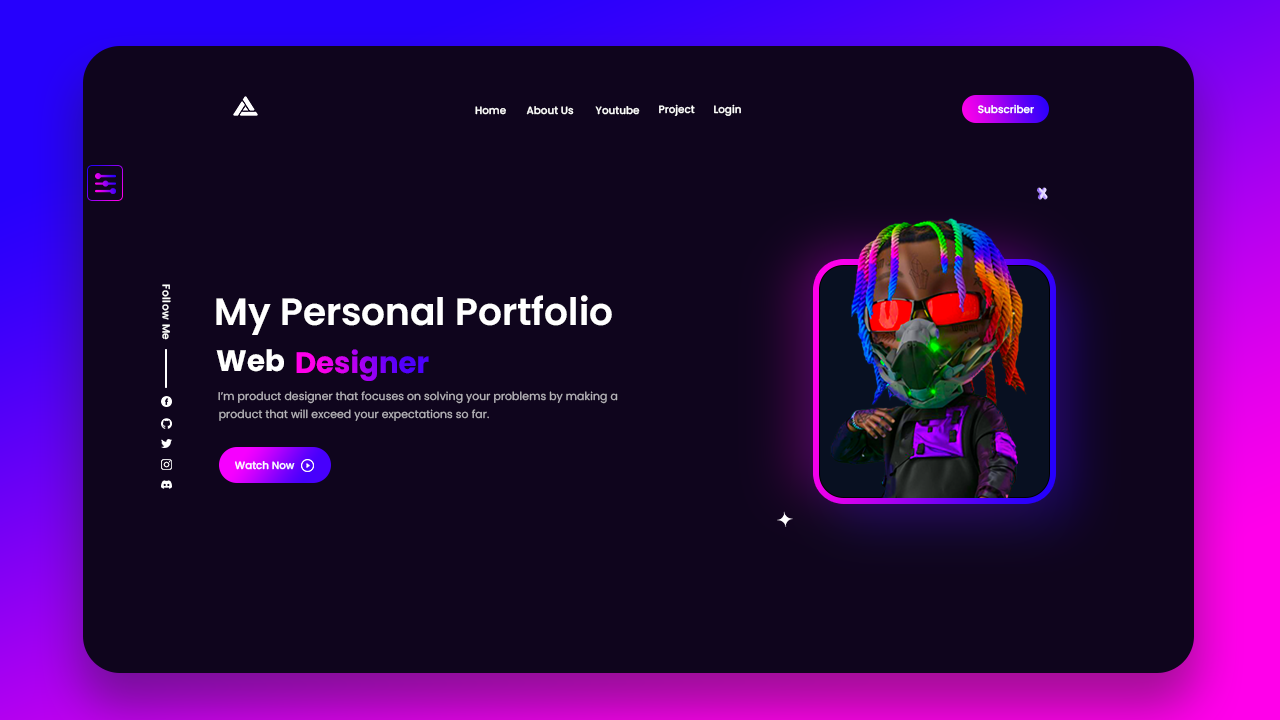 Home About Us Youtube Project Login
Subscriber
Follow Me
My Personal Portfolio
Web Designer
I’m product designer that focuses on solving your problems by making a
product that will exceed your expectations so far.
Watch Now